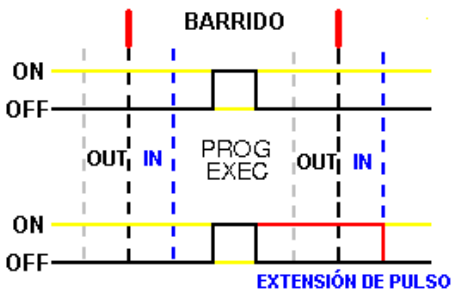 BARRIDO
ON
OFF
OUT IN PROG EXEC OUT IN
ON
OFF
EXTENSIÓN DE PULSO